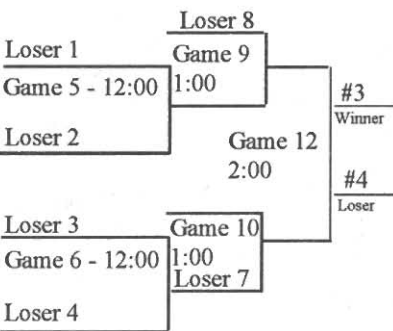 Loser 8
Loser 1
Game 9
Game 5 - 12:00
1:00
#3
Winner
Loser 2
Game 12
2:00
#4
Loser
Loser 3
Game 10
Game 6 - 12:00
1:00
Loser 7
Loser 4